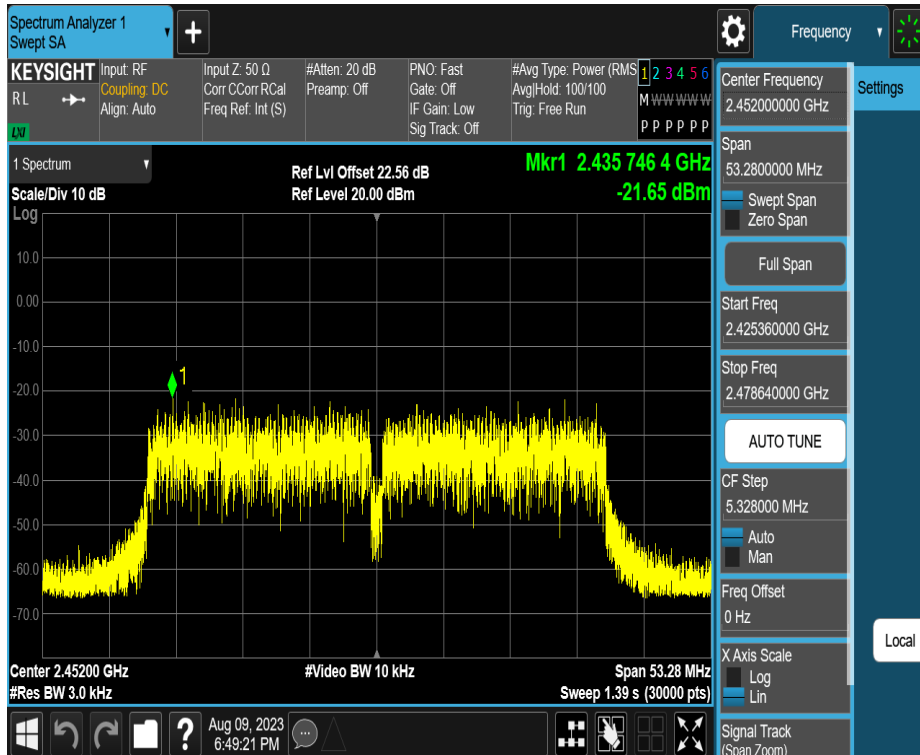 Spectrum Analyzer 1
Swept SA
+
Frequency
KEYSIGHT
R L
LXI
Input: RF
Coupling: DC
Align: Auto
Input Z: 50 Ω
Corr CCorr RCal
Freq Ref: Int (S)
#Atten: 20 dB
Preamp: Off
PNO: Fast
Gate: Off
IF Gain: Low
Sig Track: Off
#Avg Type: Power (RMS
Avg|Hold: 100/100
Trig: Free Run
1 2 3 4 5 6
M W W W W W
P P P P P P
1 Spectrum
Scale/Div 10 dB
Log
Ref Lvl Offset 22.56 dB
Ref Level 20.00 dBm
Mkr1 2.435 746 4 GHz
-21.65 dBm
10.0
0.00
-10.0
-20.0
-30.0
-40.0
-50.0
-60.0
-70.0
1
Center 2.45200 GHz
#Res BW 3.0 kHz
#Video BW 10 kHz
Span 53.28 MHz
Sweep 1.39 s (30000 pts)
?
Aug 09, 2023
6:49:21 PM
Center Frequency
2.452000000 GHz
Span
53.2800000 MHz
Swept Span
Zero Span
Full Span
Start Freq
2.425360000 GHz
Stop Freq
2.478640000 GHz
AUTO TUNE
CF Step
5.328000 MHz
Auto
Man
Freq Offset
0 Hz
X Axis Scale
Log
Lin
Signal Track
(Span Zoom)
Settings
Local